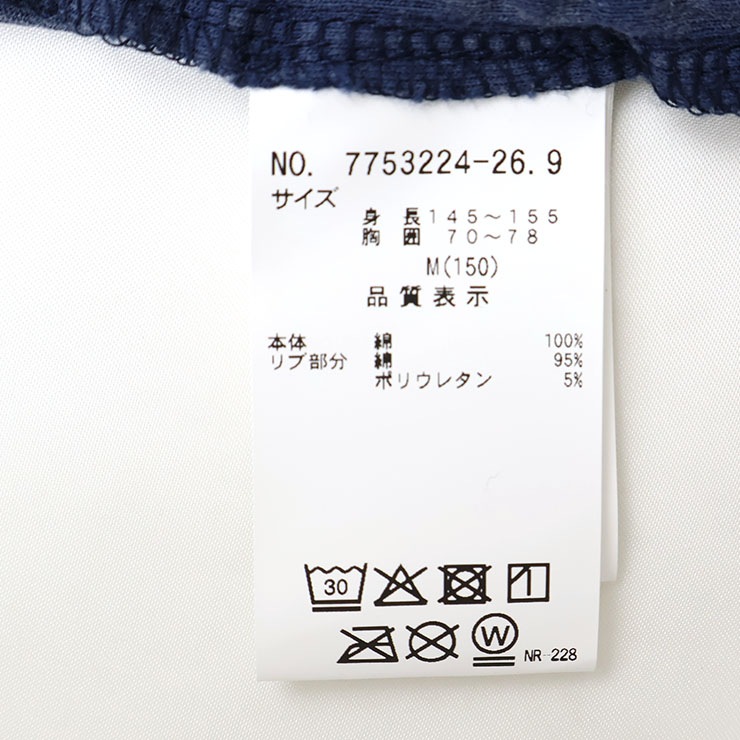 NO. 7753224-26.9
サイズ
身 長 145～155
胸 囲 70～78
M(150)
品質表示
本体 綿 100%
リブ部分 綿 95%
ポリウレタン 5%
30
W
NR-228